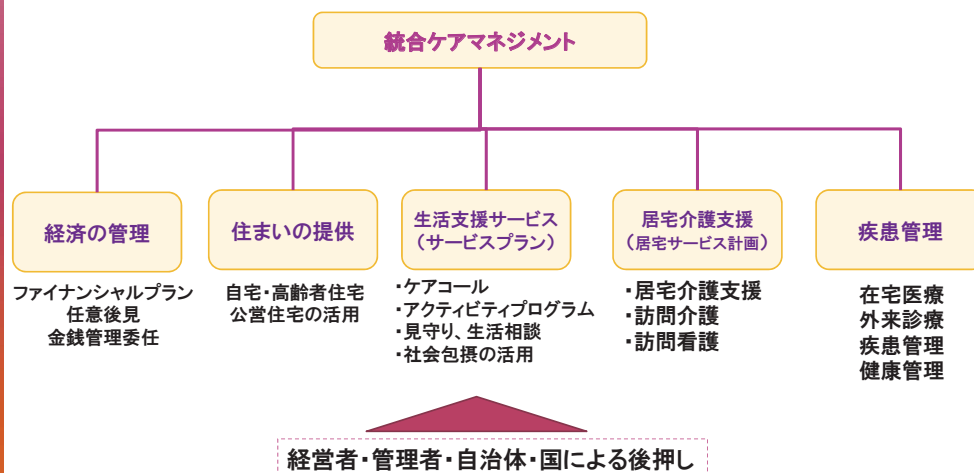 統合ケアマネジメント
経済の管理
ファイナンシャルプラン
任意後見
金銭管理委任
住まいの提供
自宅・高齢者住宅
公営住宅の活用
生活支援サービス
（サービスプラン）
・ケアコール
・アクティビティプログラム
・見守り、生活相談
・社会包摂の活用
居宅介護支援
（居宅サービス計画）
・居宅介護支援
・訪問介護
・訪問看護
疾患管理
在宅医療
外来診療
疾患管理
健康管理
経営者・管理者・自治体・国による後押し